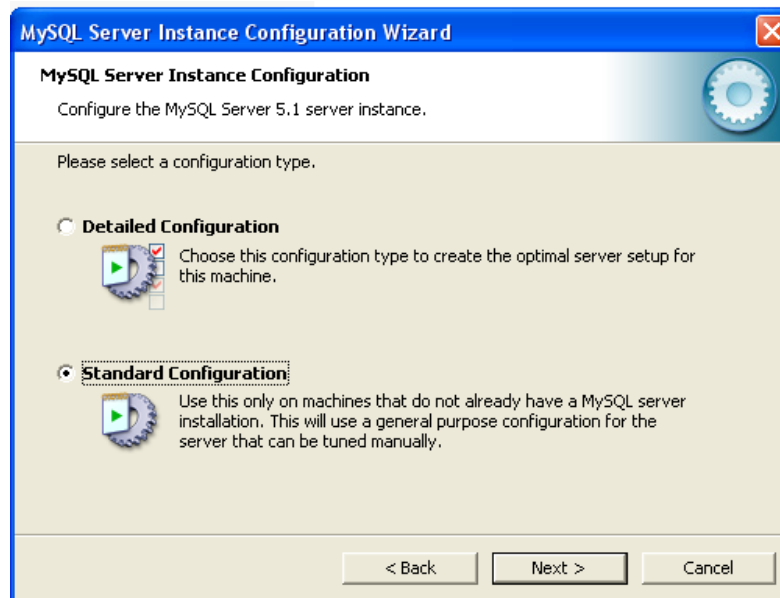 MySQL Server Instance Configuration Wizard
MySQL Server Instance Configuration
Configure the MySQL Server 5.1 server instance.
Please select a configuration type.
Detailed Configuration
Choose this configuration type to create the optimal server setup for
this machine.
Standard Configuration
Use this only on machines that do not already have a MySQL server
installation. This will use a general purpose configuration for the
server that can be tuned manually.
< Back
Next >
Cancel